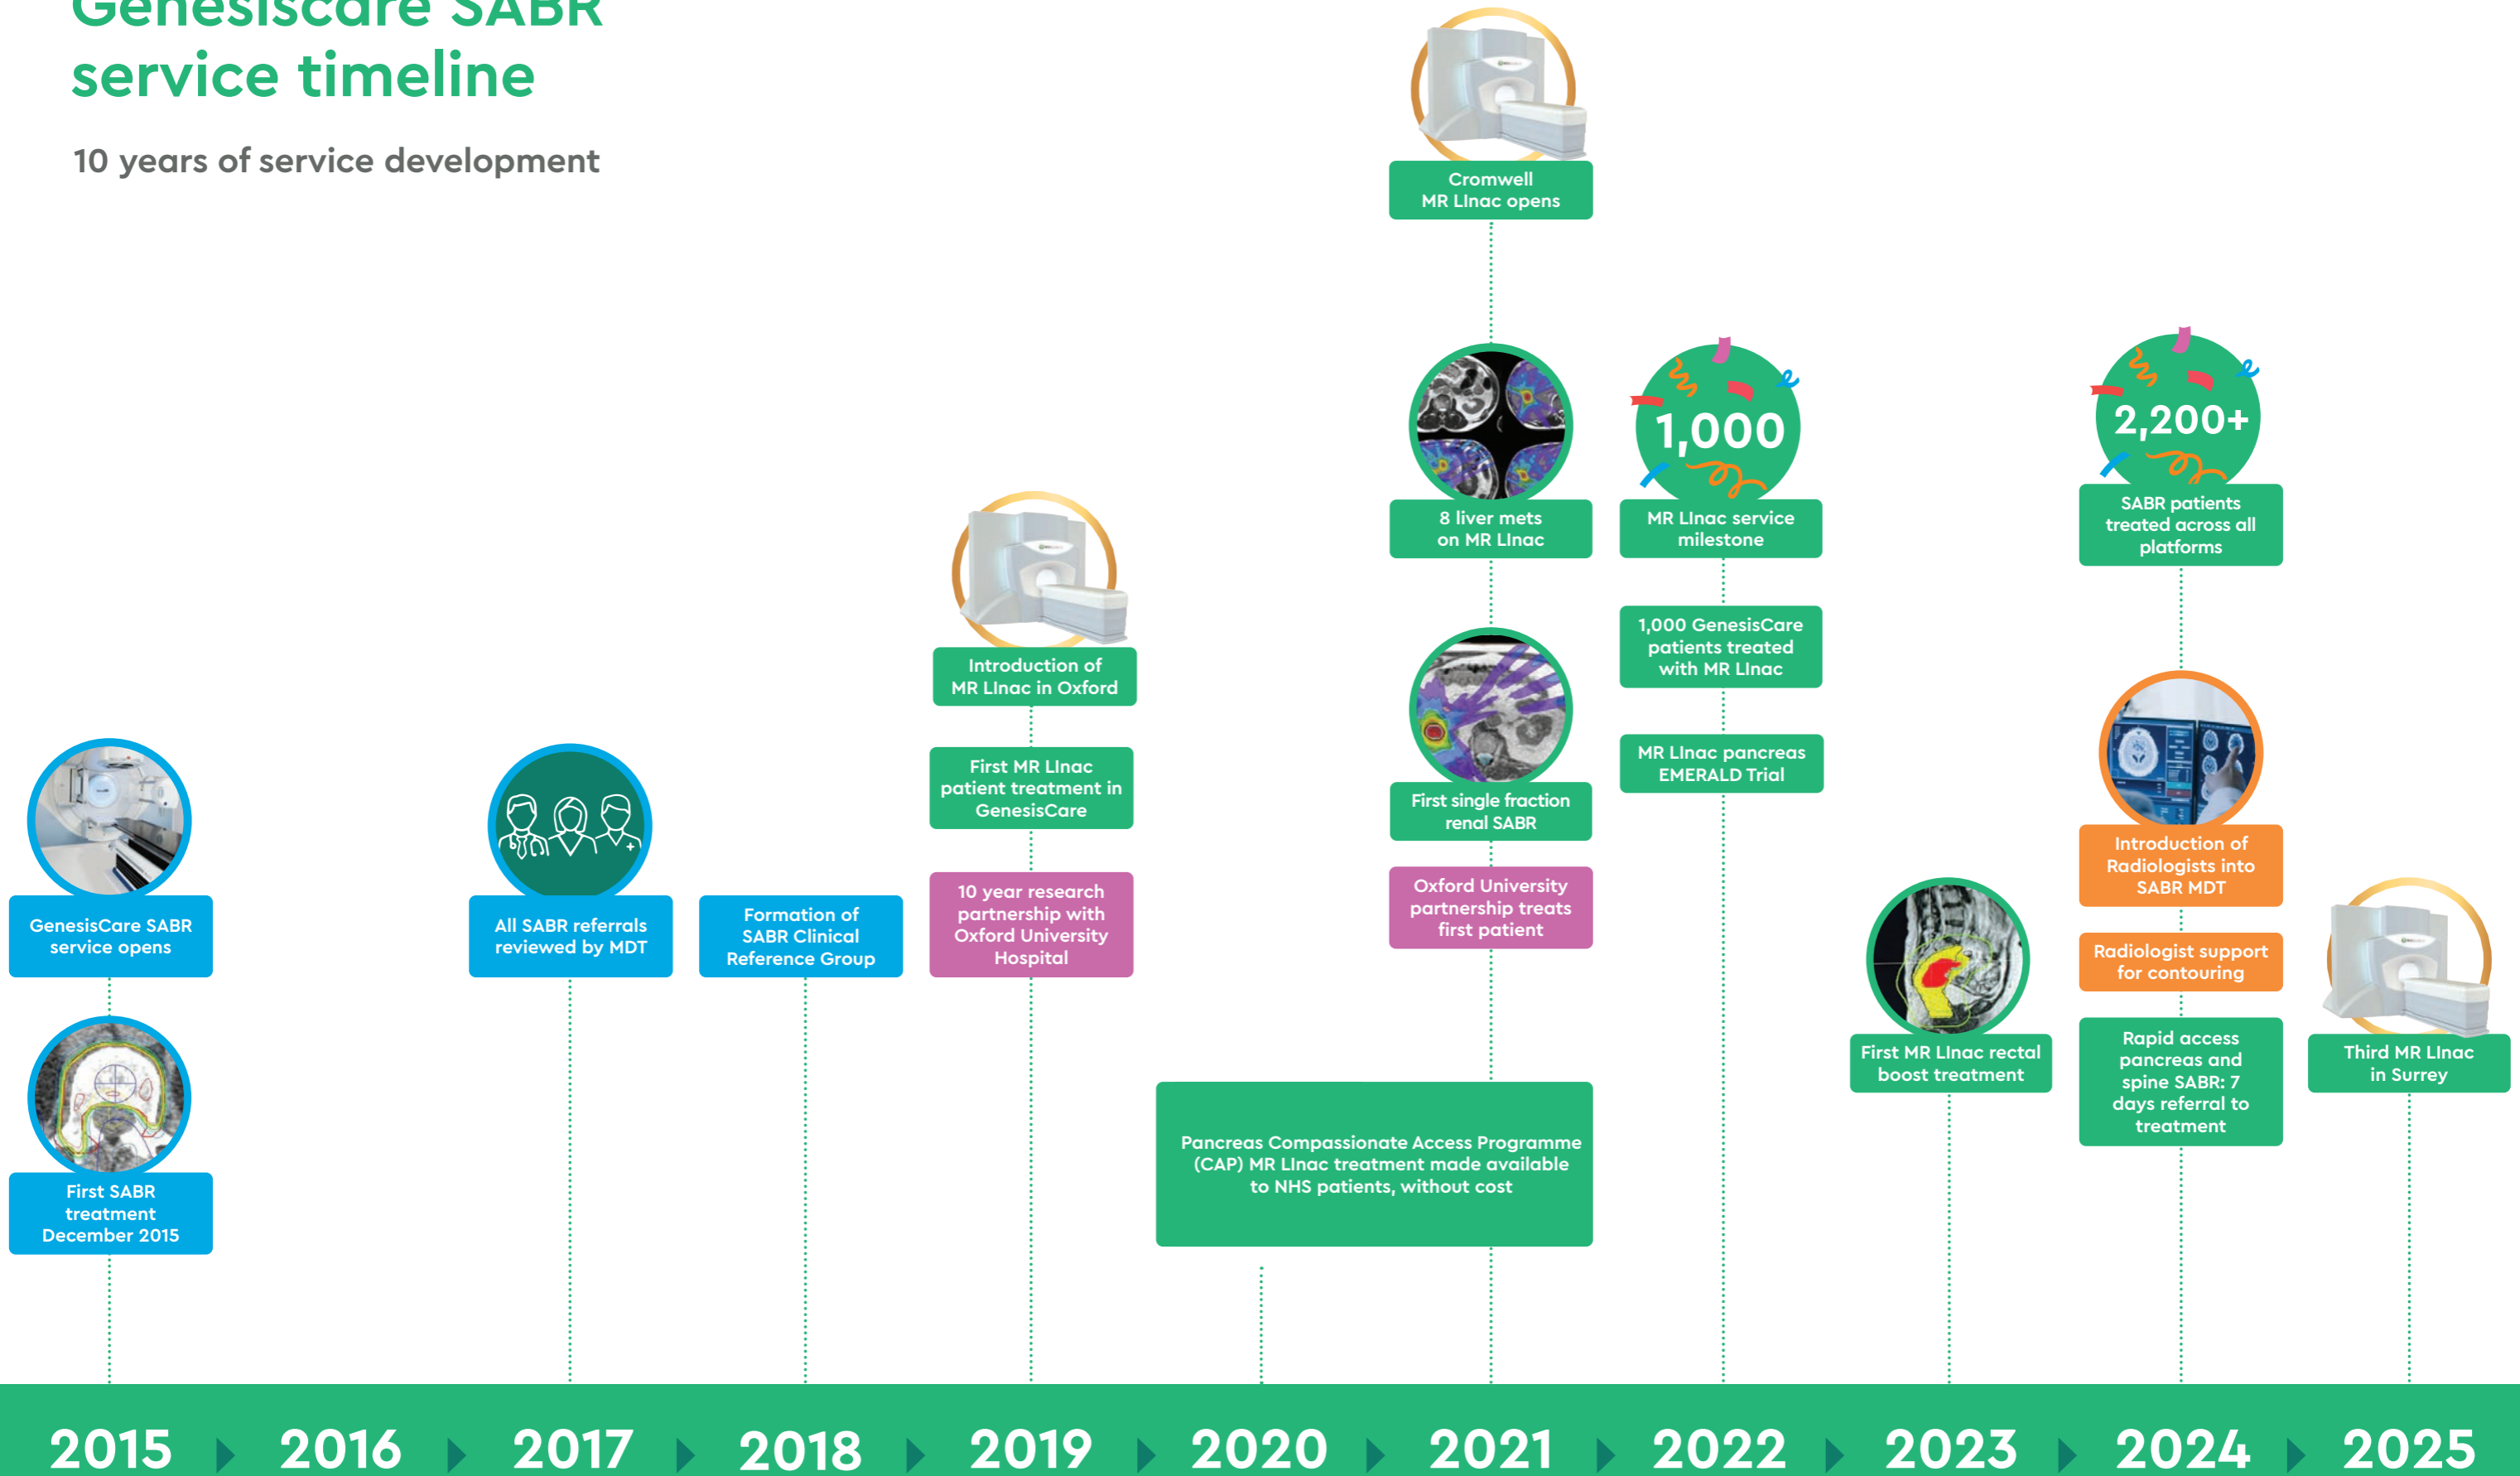 GenesisCare SABR
service timeline
10 years of service development
GenesisCare SABR
service opens
First SABR
treatment
December 2015
All SABR referrals
reviewed by MDT
Formation of
SABR Clinical
Reference Group
Introduction of
MR LInac in Oxford
First MR LInac
patient treatment in
GenesisCare
10 year research
partnership with
Oxford University
Hospital
Pancreas Compassionate Access Programme
(CAP) MR LInac treatment made available
to NHS patients, without cost
Cromwell
MR LInac opens
8 liver mets
on MR LInac
First single fraction
renal SABR
Oxford University
partnership treats
first patient
1,000
MR LInac service
milestone
1,000 GenesisCare
patients treated
with MR LInac
MR LInac pancreas
EMERALD Trial
First MR LInac rectal
boost treatment
2,200+
SABR patients
treated across all
platforms
Introduction of
Radiologists into
SABR MDT
Radiologist support
for contouring
Rapid access
pancreas and
spine SABR: 7
days referral to
treatment
Third MR LInac
in Surrey
2015
2016
2017
2018
2019
2020
2021
2022
2023
2024
2025